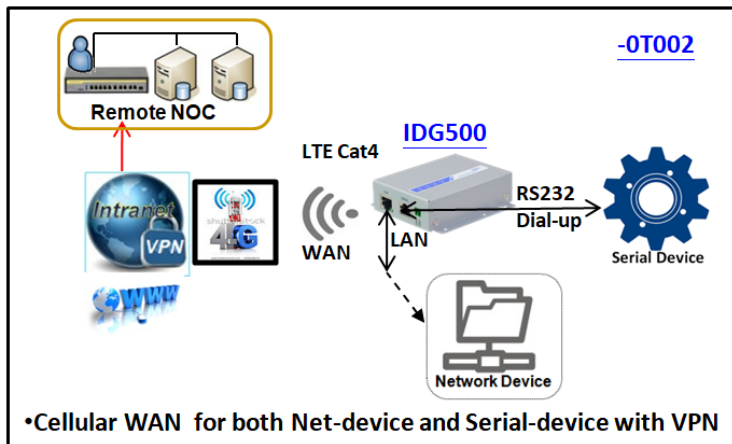 -0T002
Remote NOC
IDG500
LTE Cat4
Intranet
VPN
shutterstock
4G
WAN
LAN
RS232
Dial-up
Serial Device
WWW
Network Device
•Cellular WAN for both Net-device and Serial-device with VPN